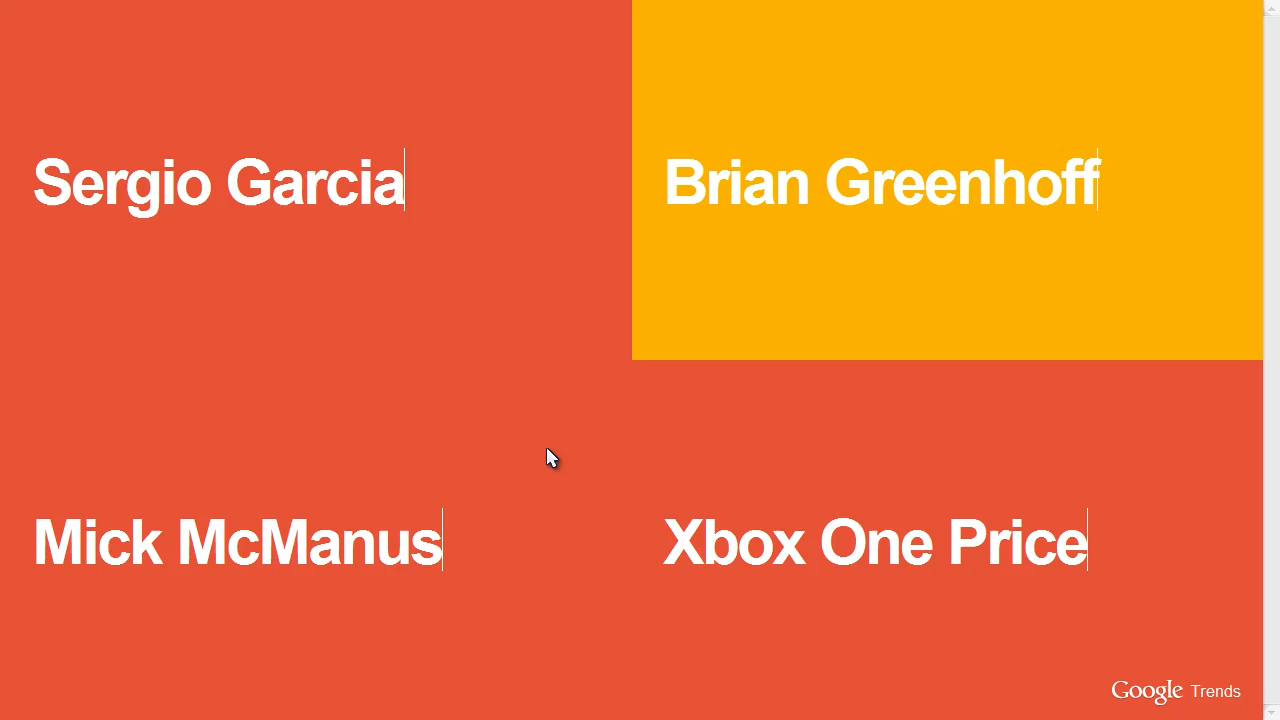 Sergio Garcia
Brian Greenhoff
Mick McManus
Xbox One Price
Google Trends